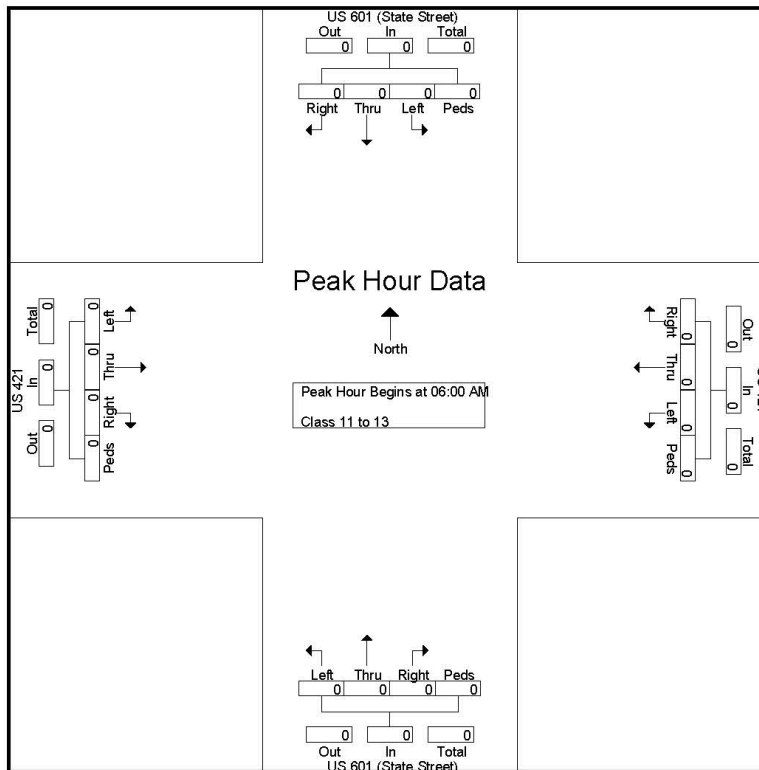 US 601 (State Street)
Out In Total
0 0 0
0 0 0 0
Right Thru Left Peds
Peak Hour Data
North
Peak Hour Begins at 06:00 AM
Class 11 to 13
US 421
Out In Total
0 0 0
0 0 0 0
Peds Right Thru Left
Out In Total
0 0 0
0 0 0 0
Right Thru Left Peds
Left Thru Right Peds
0 0 0 0
0 0 0
Out In Total
US 601 (State Street)